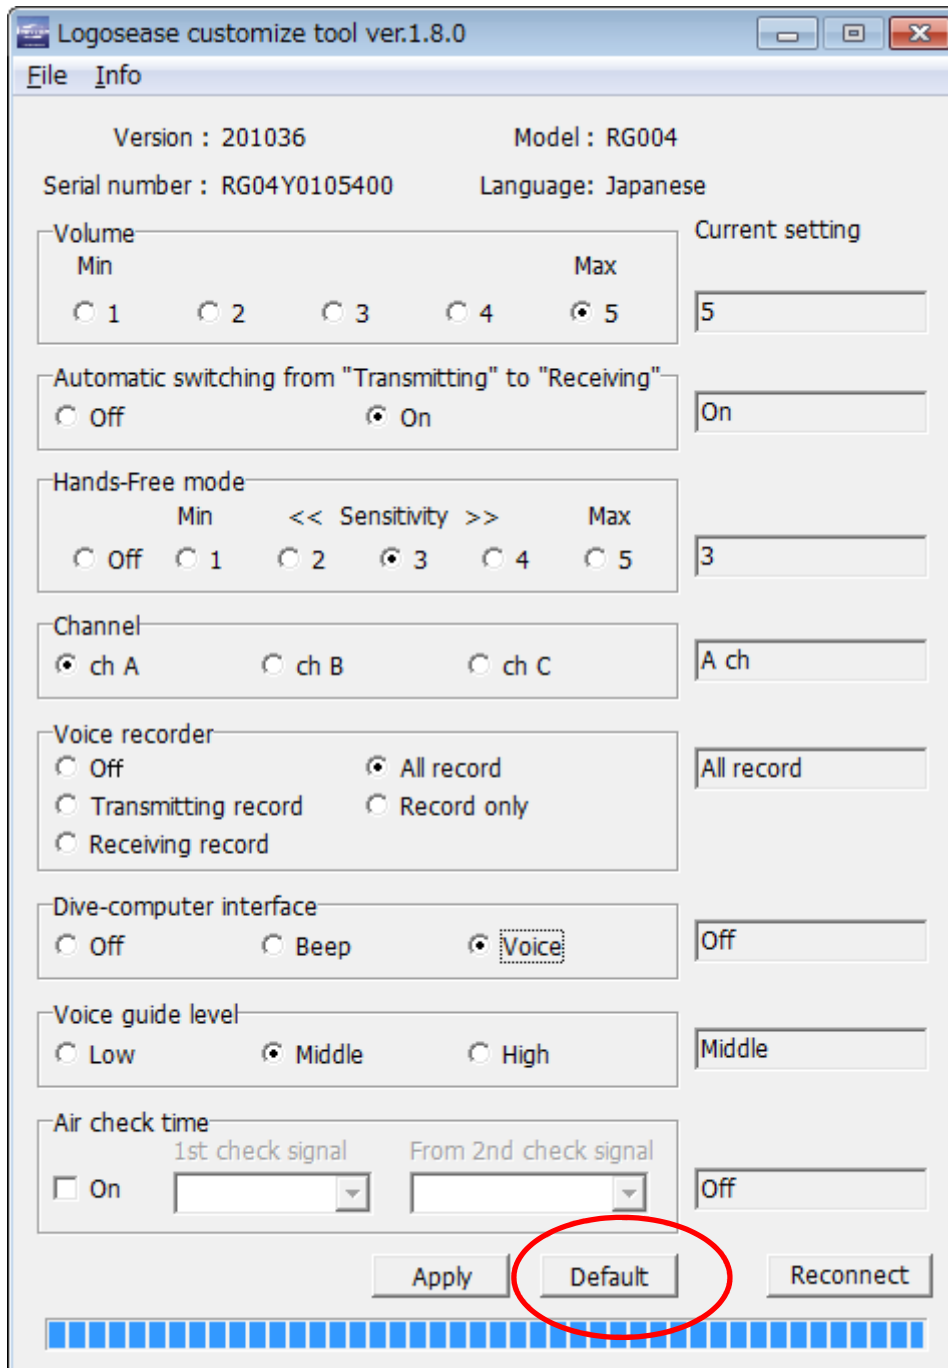 Logosease customize tool ver.1.8.0
File Info
Version : 201036 Model : RG004
Serial number : RG04Y0105400 Language: Japanese
Volume Current setting
Min Max
1 2 3 4 5 5
Automatic switching from "Transmitting" to "Receiving"
Off On On
Hands-Free mode
Min << Sensitivity >> Max
Off 1 2 3 4 5 3
Channel
ch A ch B ch C A ch
Voice recorder
Off All record All record
Transmitting record Record only
Receiving record
Dive-computer interface
Off Beep Voice Off
Voice guide level
Low Middle High Middle
Air check time
1st check signal From 2nd check signal
On Off
Apply Default Reconnect